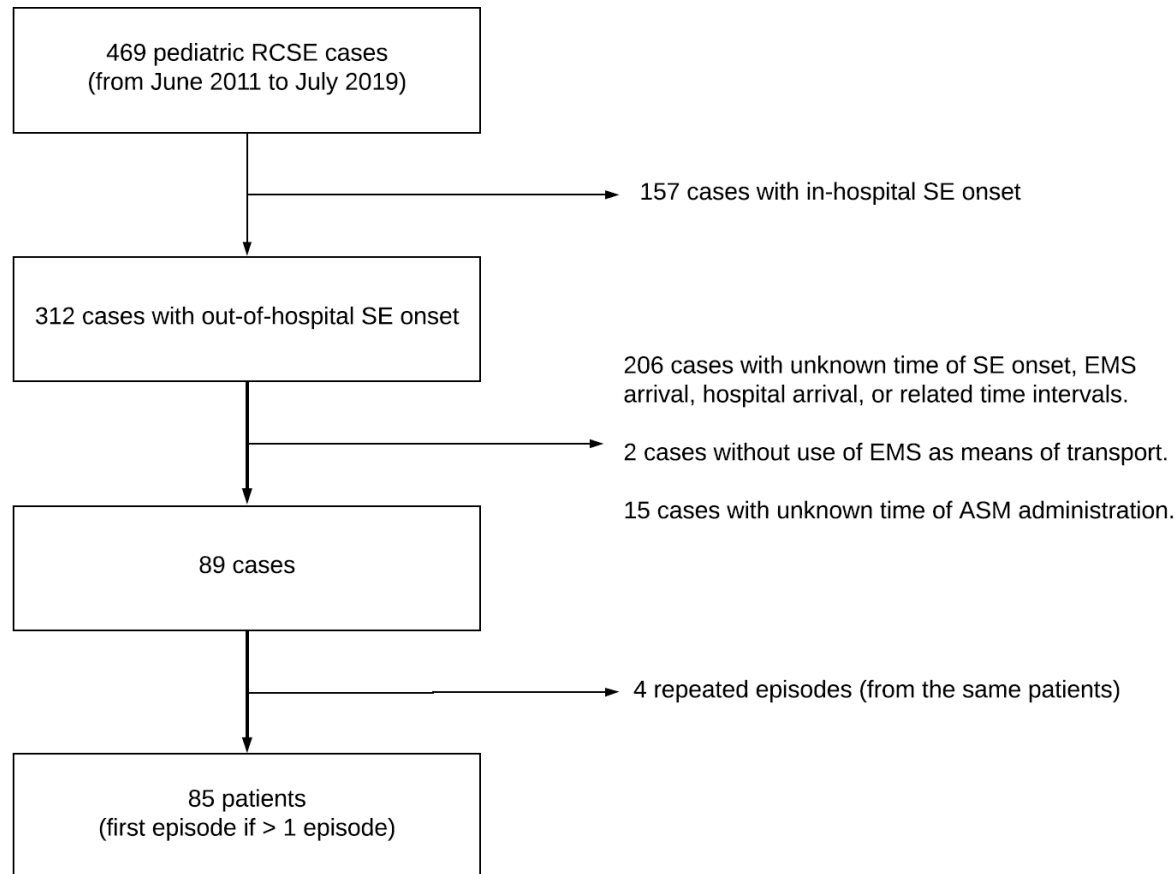 469 pediatric RCSE cases
(from June 2011 to July 2019)
157 cases with in-hospital SE onset
312 cases with out-of-hospital SE onset
206 cases with unknown time of SE onset, EMS
arrival, hospital arrival, or related time intervals.
2 cases without use of EMS as means of transport.
15 cases with unknown time of ASM administration.
89 cases
4 repeated episodes (from the same patients)
85 patients
(first episode if > 1 episode)